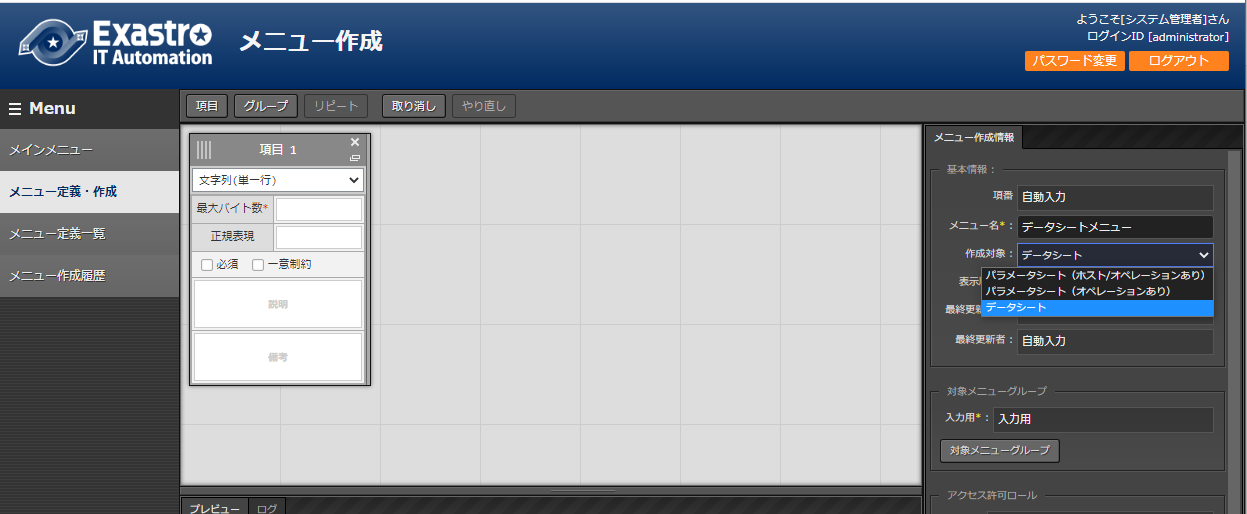 Exastro
IT Automation
メニュー作成
ようこそ[システム管理者]さん
ログインID [administrator]
パスワード変更
ログアウト
Menu
メインメニュー
メニュー定義・作成
メニュー定義一覧
メニュー作成履歴
項目
グループ
リピート
取り消し
やり直し
項目 1
文字列(単一行)
最大バイト数*
正規表現
必須
一意制約
説明
備考
プレビュー
ログ
メニュー作成情報
基本情報：
項番
自動入力
メニュー名*：
データシートメニュー
作成対象：
データシート
パラメータシート（ホスト/オペレーションあり）
パラメータシート（オペレーションあり）
データシート
表示
最終更新
最終更新者：
自動入力
対象メニューグループ
入力用*：
入力用
対象メニューグループ
アクセス許可ロール